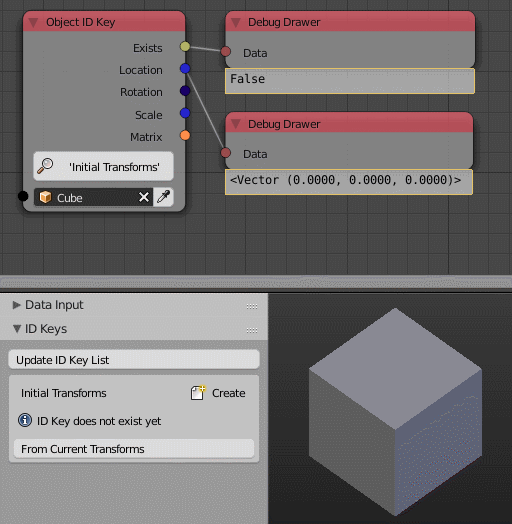 Object ID Key
Exists
Location
Rotation
Scale
Matrix
'Initial Transforms'
Cube
Debug Drawer
Data
False
Debug Drawer
Data
<Vector (0.0000, 0.0000, 0.0000)>
Data Input
ID Keys
Update ID Key List
Initial Transforms
Create
ID Key does not exist yet
From Current Transforms